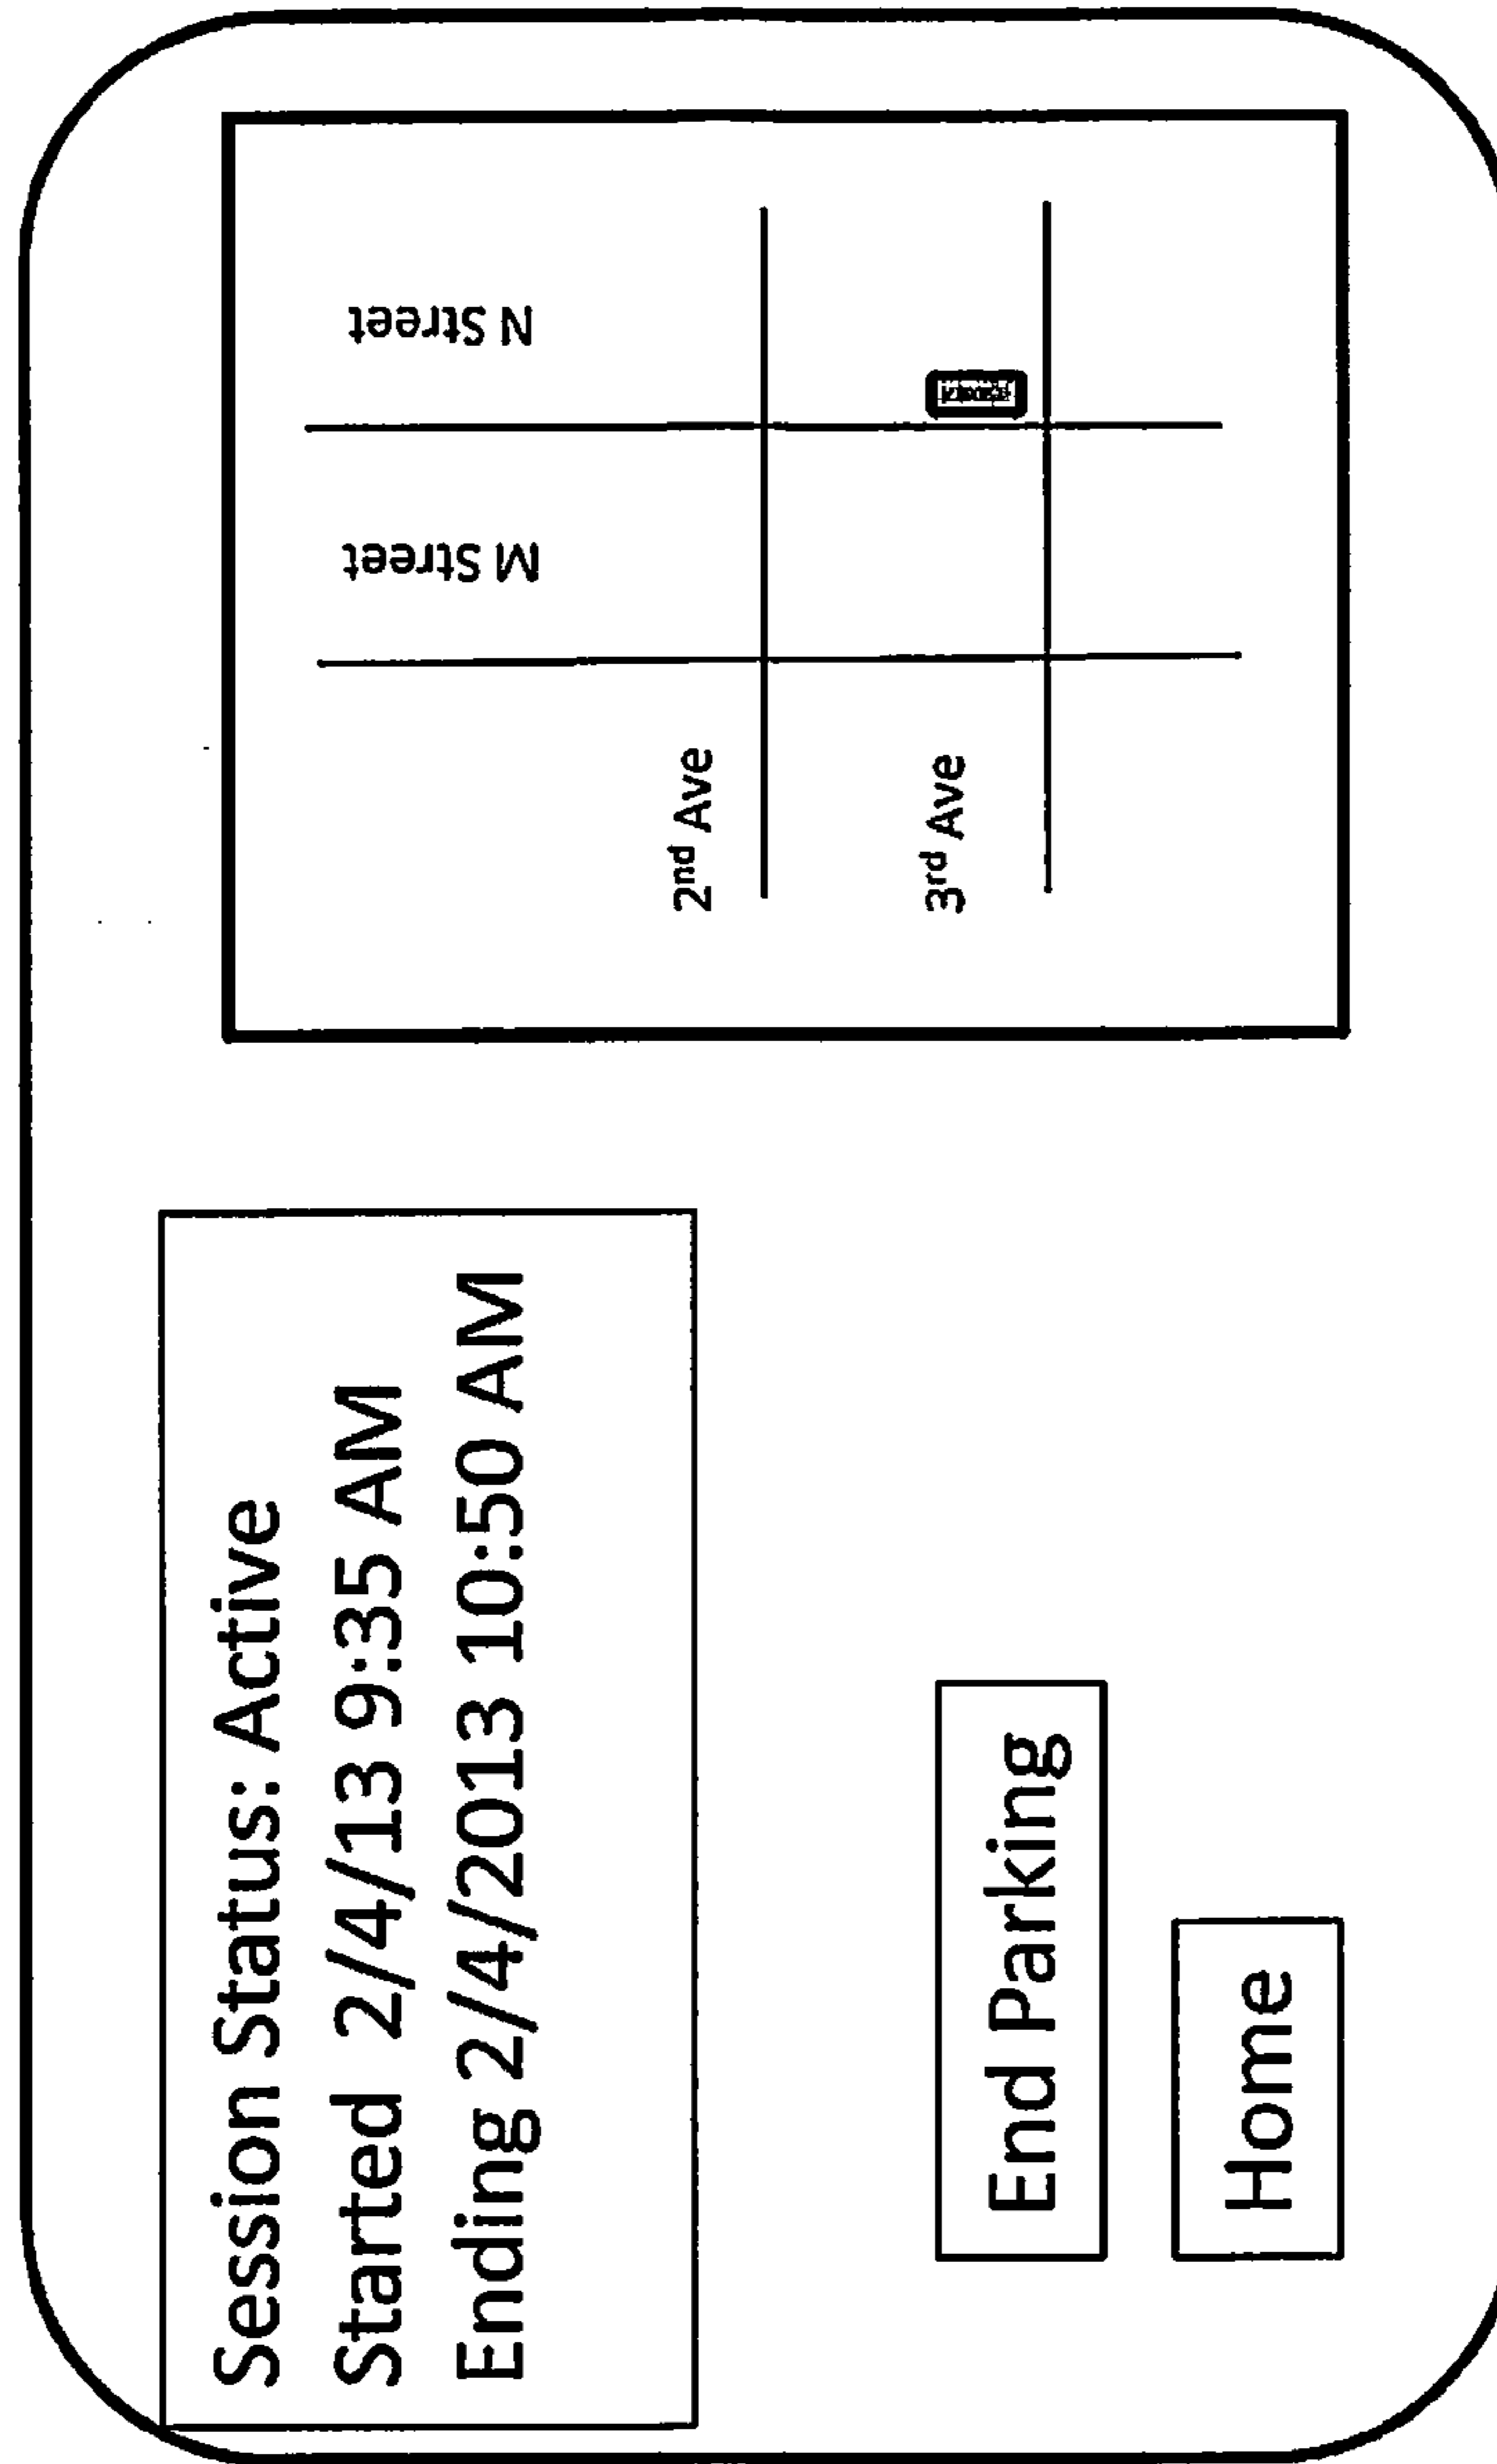 Session Status: Active
Started 2/4/13 9:35 AM
Ending 2/4/2013 10:50 AM
End Parking
Home
M Street
N Street
2nd Ave
3rd Ave